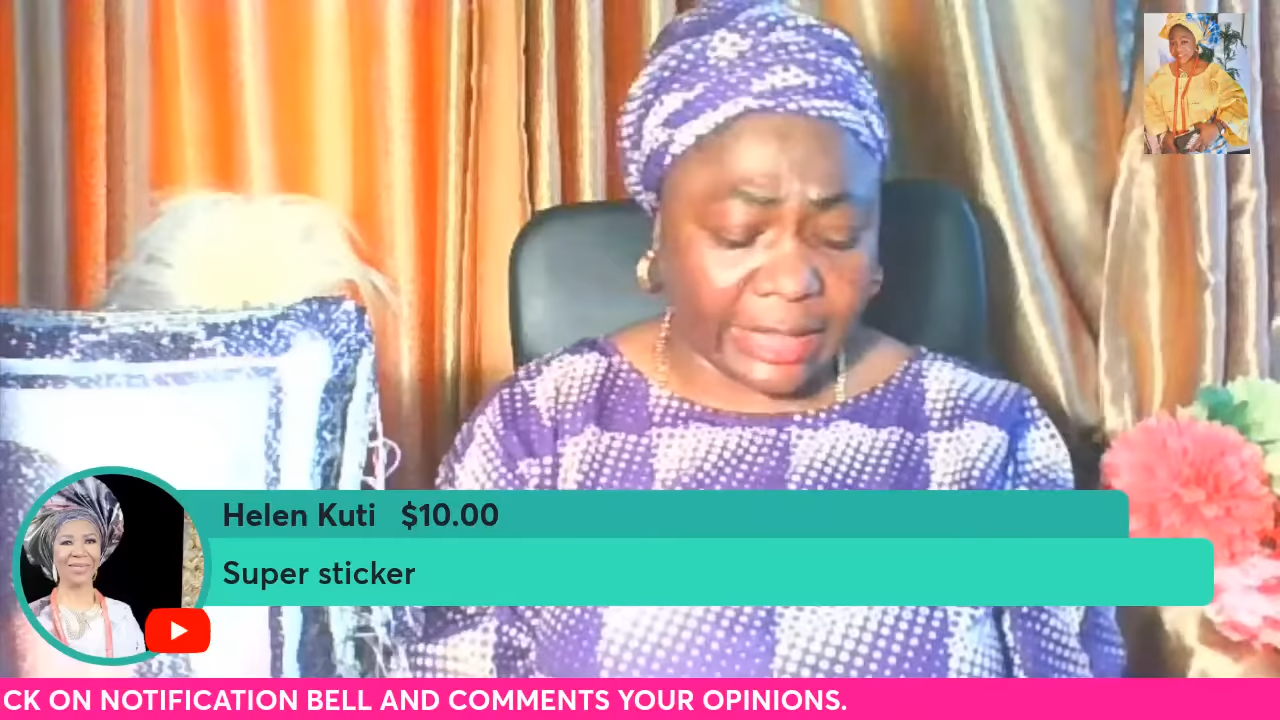 Helen Kuti $10.00
Super sticker
CK ON NOTIFICATION BELL AND COMMENTS YOUR OPINIONS.